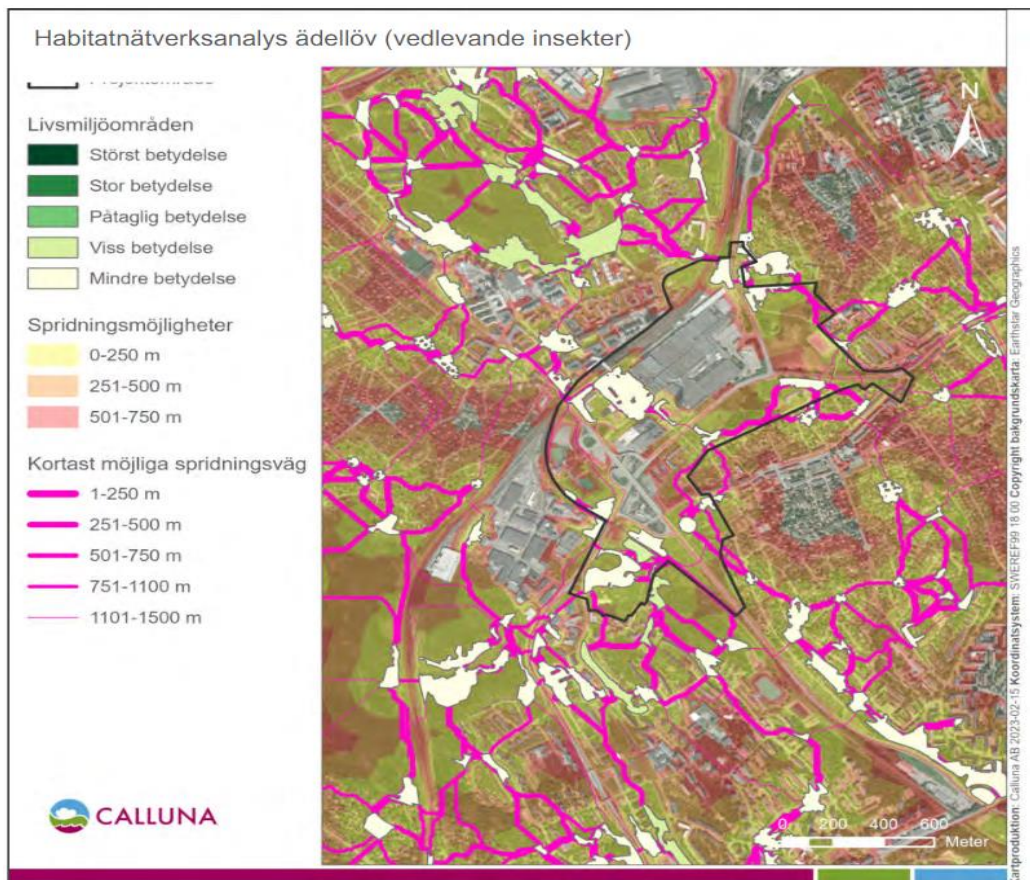 Habitatnätverksanalys ädellöv (vedlevande insekter)
Livsmiljöområden
Störst betydelse
Stor betydelse
Påtaglig betydelse
Viss betydelse
Mindre betydelse
Spridningsmöjligheter
0-250 m
251-500 m
501-750 m
Kortast möjliga spridningsväg
1-250 m
251-500 m
501-750 m
751-1100 m
1101-1500 m
CALLUNA
N
0 200 400 600
Meter
Kartproduktion: Calluna AB 2023-02-15 Koordinatsystem: SWEREF99 18 00 Copyright bakgrundskarta: Earthstar Geographics